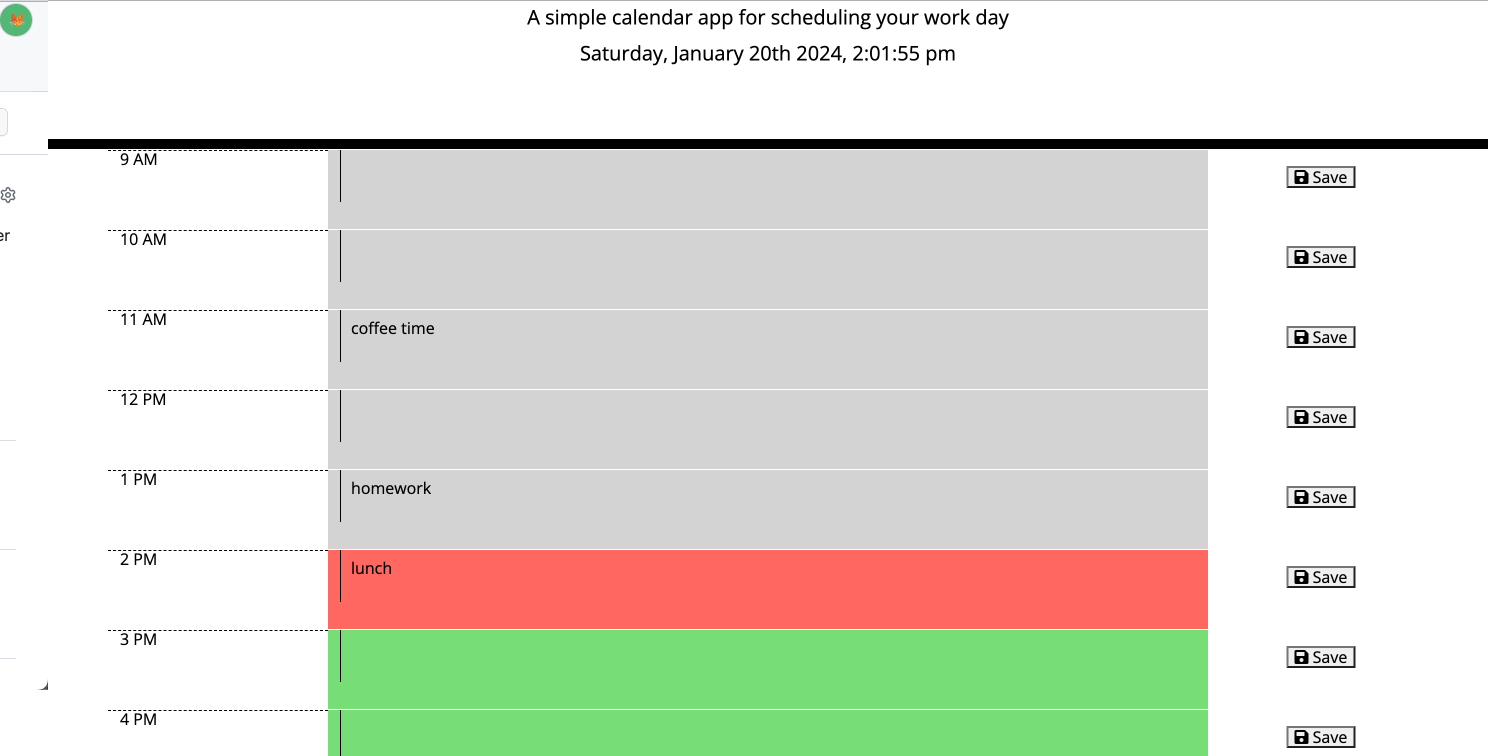 A simple calendar app for scheduling your work day
Saturday, January 20th 2024, 2:01:55 pm
9 AM
Save
10 AM
Save
er
11 AM
coffee time
Save
12 PM
Save
1 PM
homework
Save
2 PM
lunch
Save
3 PM
Save
4 PM
Save